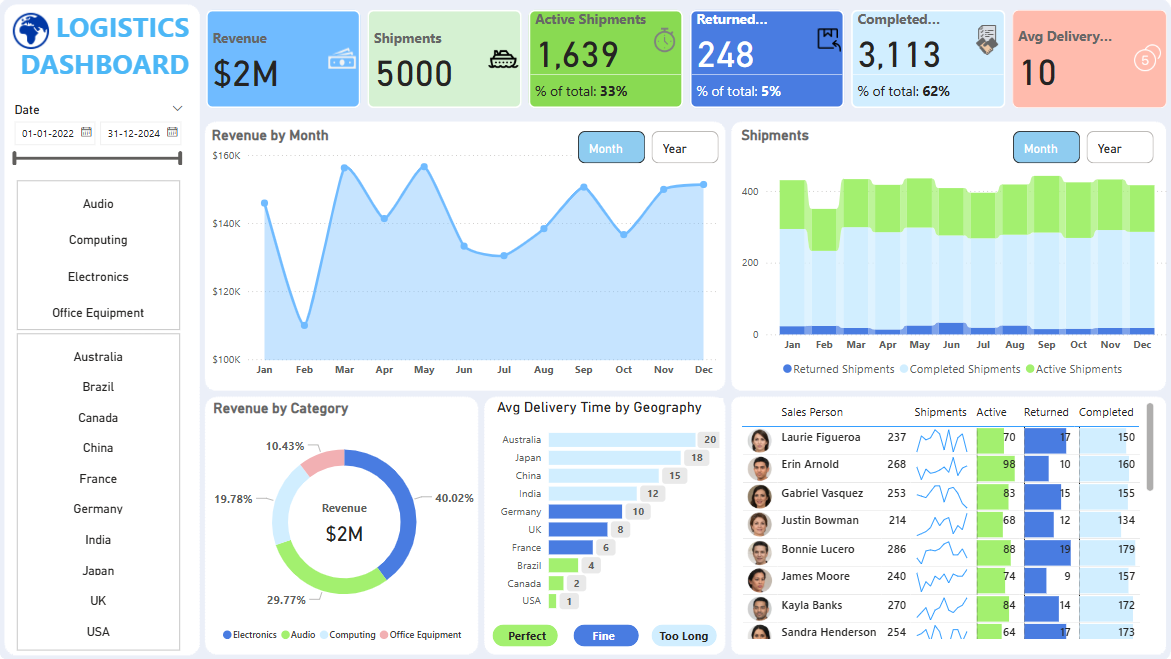 LOGISTICS
DASHBOARD
Date
01-01-2022 31-12-2024
Audio
Computing
Electronics
Office Equipment
Australia
Brazil
Canada
China
France
Germany
India
Japan
UK
USA
Revenue
$2M
Shipments
5000
Active Shipments
1,639
% of total: 33%
Returned...
248
% of total: 5%
Completed...
3,113
% of total: 62%
Avg Delivery...
10
5
Revenue by Month
Month Year
$160K
$140K
$120K
$100K
Jan Feb Mar Apr May Jun Jul Aug Sep Oct Nov Dec
Shipments
Month Year
400
200
0
Jan Feb Mar Apr May Jun Jul Aug Sep Oct Nov Dec
Returned Shipments Completed Shipments Active Shipments
Revenue by Category
10.43%
19.78%
40.02%
29.77%
Revenue
$2M
Electronics Audio Computing Office Equipment
Avg Delivery Time by Geography
Australia 20
Japan 18
China 15
India 12
Germany 10
UK 8
France 6
Brazil 4
Canada 2
USA 1
Perfect Fine Too Long
Sales Person Shipments Active Returned Completed
Laurie Figueroa 237 70 17 150
Erin Arnold 268 98 10 160
Gabriel Vasquez 253 83 15 155
Justin Bowman 214 68 12 134
Bonnie Lucero 286 88 19 179
James Moore 240 74 9 157
Kayla Banks 270 84 14 172
Sandra Henderson 254 64 17 173